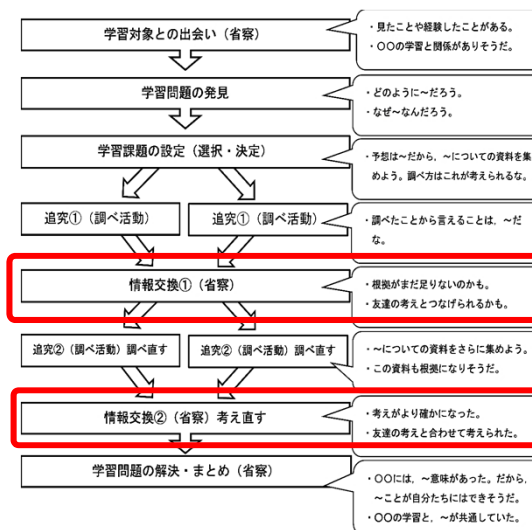 学習対象との出会い（省察）
・見たことや経験したことがある。
・〇〇の学習と関係がありそうだ。
学習問題の発見
・どのように～だろう。
・なぜ～なんだろう。
学習課題の設定（選択・決定）
・予想は～だから、～についての資料を集
めよう。調べ方はこれが考えられるな。
追究①（調べ活動）
追究①（調べ活動）
・調べたことから言えることは，～だ
な。
情報交換①（省察）
・根拠がまだ足りないのかも。
・友達の考えとつなげられるかも。
追究②（調べ活動）調べ直す
追究②（調べ活動）調べ直す
・～についての資料をさらに集めよう。
・この資料も根拠になりそうだ。
情報交換②（省察）考え直す
・考えがより確かになった。
・友達の考えと合わせて考えられた。
学習問題の解決・まとめ（省察）
・〇〇には，～意味があった。だから，
～ことが自分たちにはできそうだ。
・〇〇の学習と，～が共通していた。